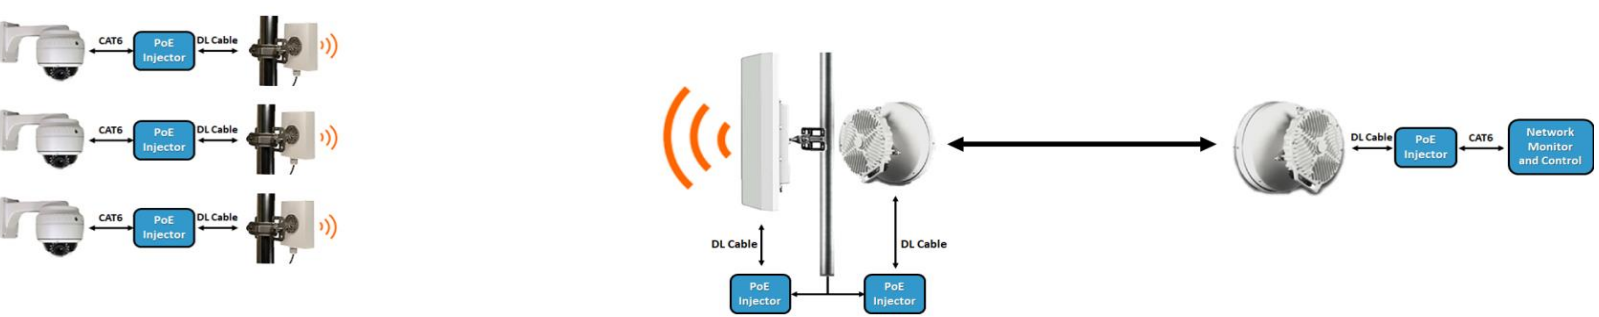 CAT6
PoE
Injector
DL Cable
CAT6
PoE
Injector
DL Cable
CAT6
PoE
Injector
DL Cable
DL Cable
PoE
Injector
DL Cable
PoE
Injector
DL Cable
PoE
Injector
CAT6
Network
Monitor
and Control